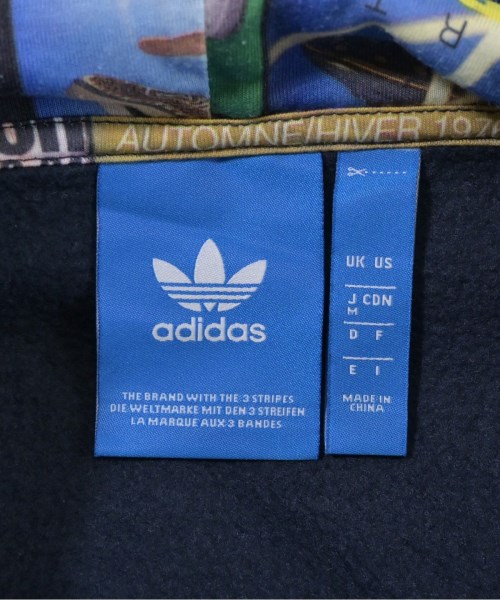 AUTOMNE/HIVER 197
adidas
THE BRAND WITH THE 3 STRIPES
DIE WELTMARKE MIT DEN 3 STREIFEN
LA MARQUE AUX 3 BANDES
UK US
J CDN
M
D F
E I
MADE IN
CHINA